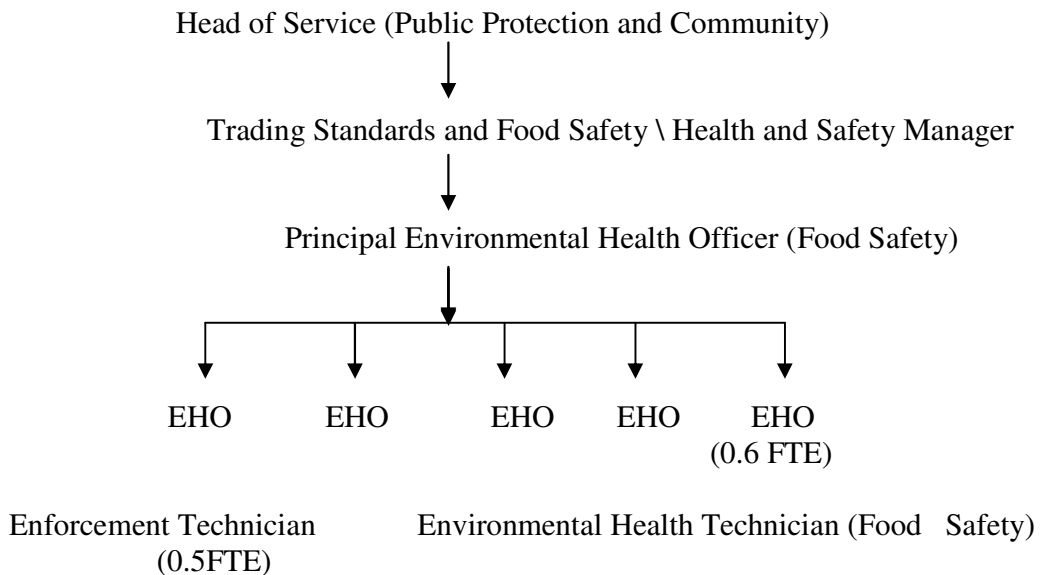 Head of Service (Public Protection and Community)
Trading Standards and Food Safety \ Health and Safety Manager
Principal Environmental Health Officer (Food Safety)
EHO EHO EHO EHO EHO
(0.6 FTE)
Enforcement Technician Environmental Health Technician (Food Safety)
(0.5FTE)